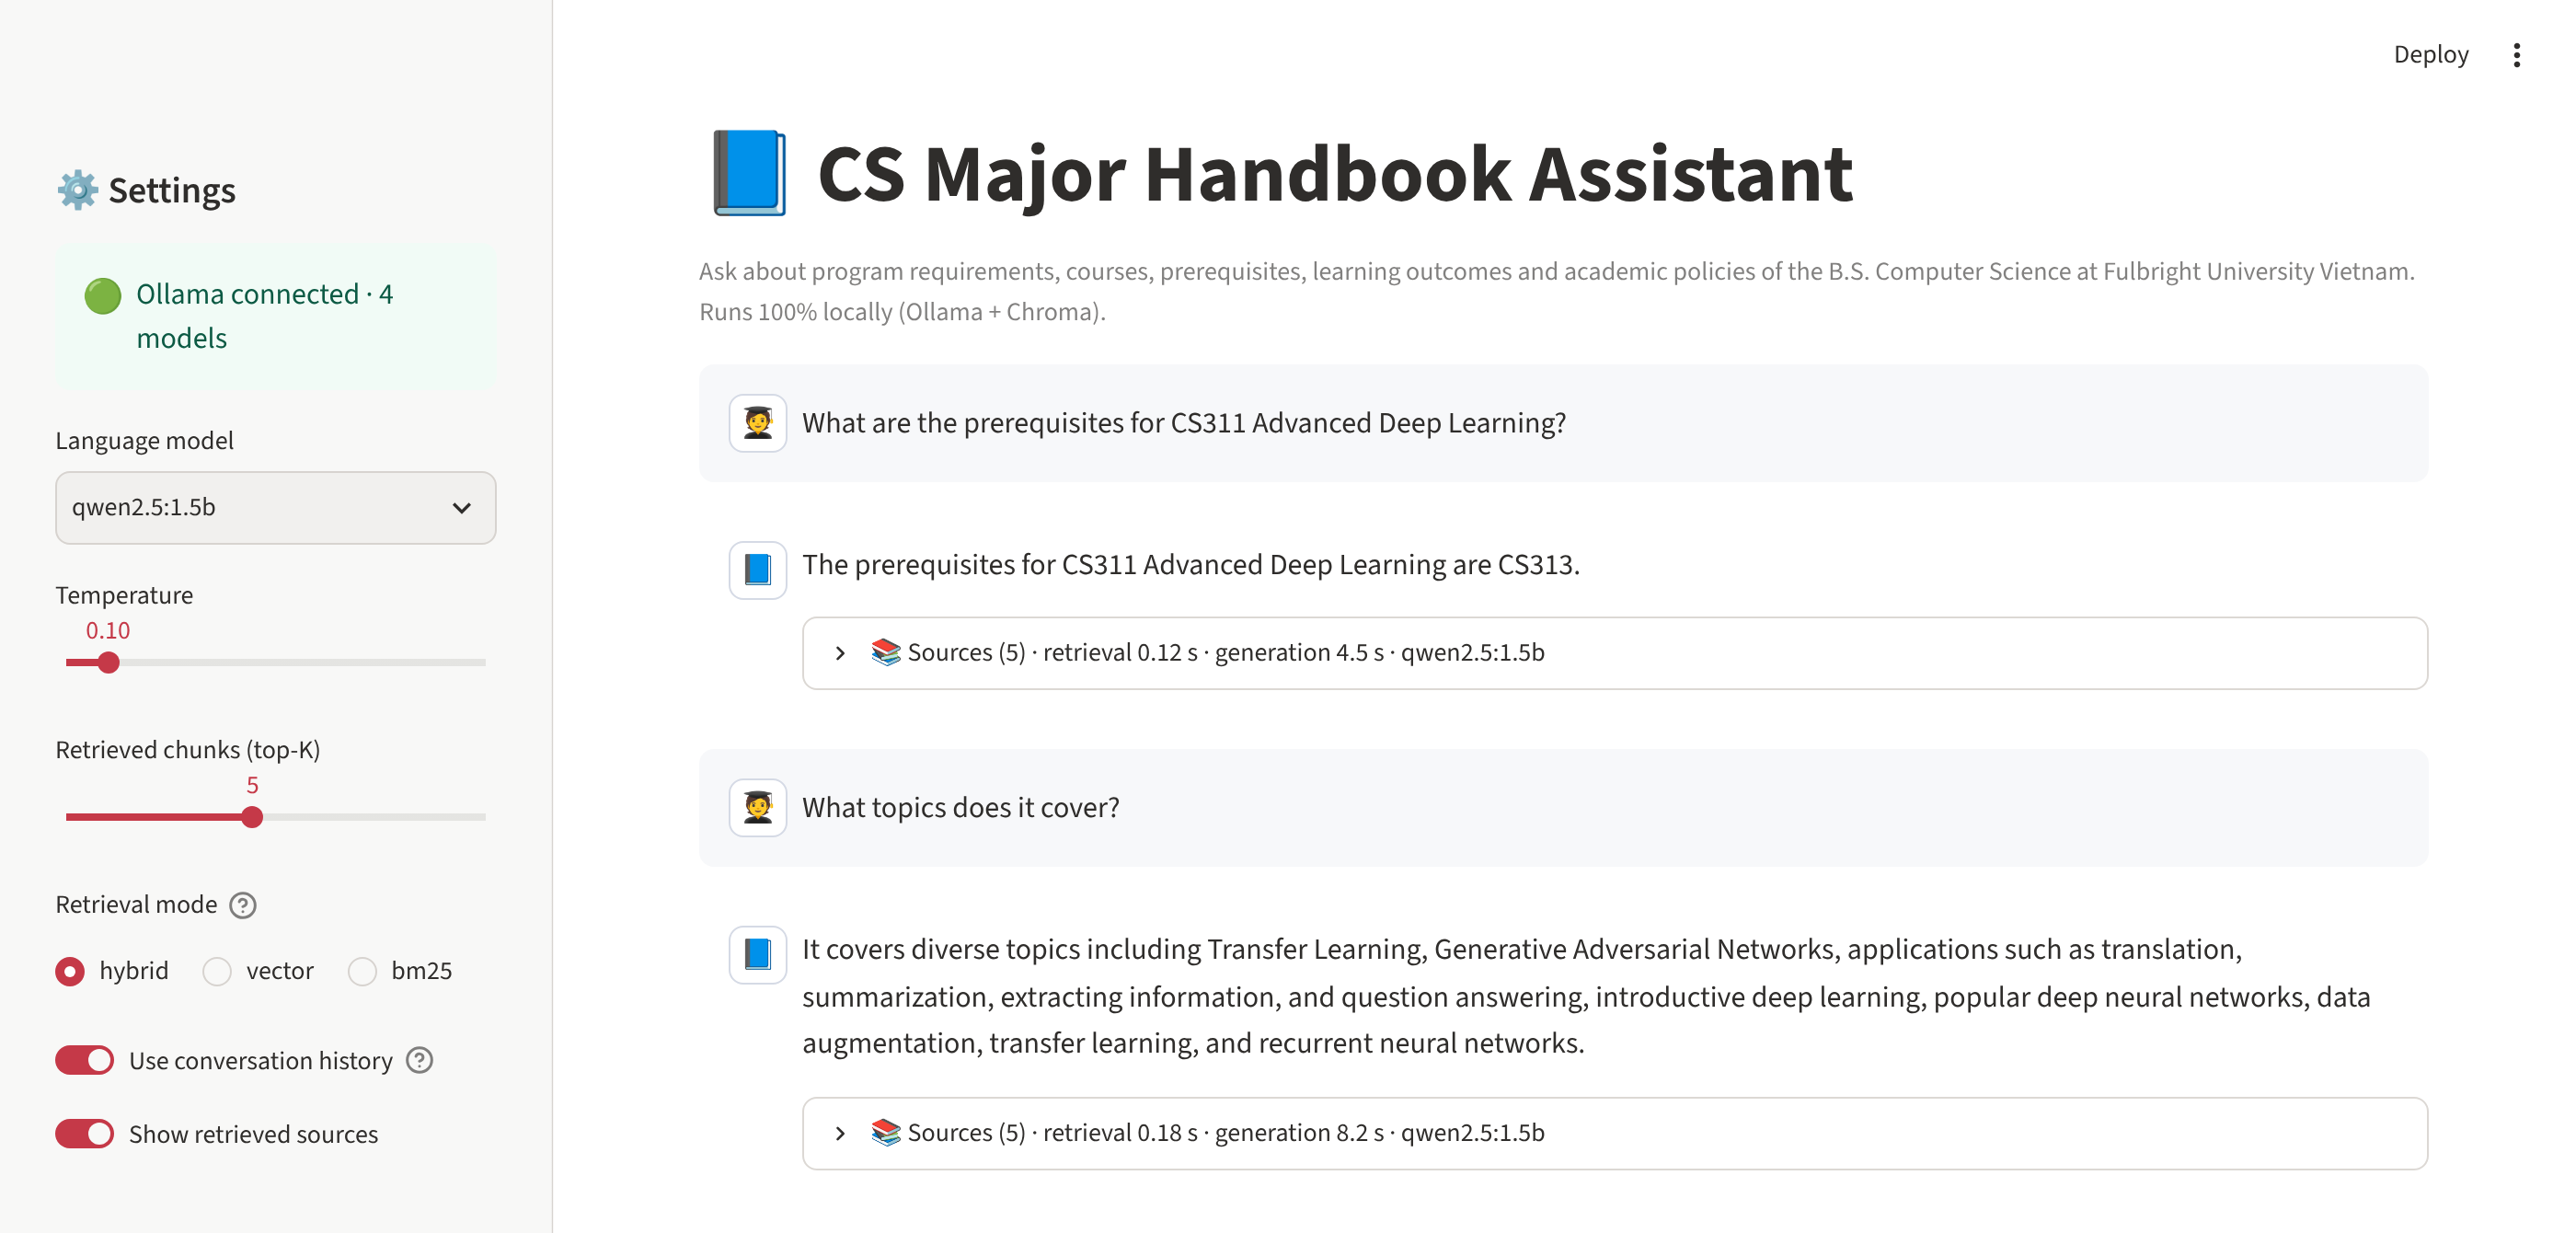 Deploy
Settings
Ollama connected · 4
models
Language model
qwen2.5:1.5b
Temperature
0.10
Retrieved chunks (top-K)
5
Retrieval mode ?
hybrid vector bm25
Use conversation history ?
Show retrieved sources
CS Major Handbook Assistant
Ask about program requirements, courses, prerequisites, learning outcomes and academic policies of the B.S. Computer Science at Fulbright University Vietnam.
Runs 100% locally (Ollama + Chroma).
What are the prerequisites for CS311 Advanced Deep Learning?
The prerequisites for CS311 Advanced Deep Learning are CS313.
Sources (5) · retrieval 0.12 s · generation 4.5 s · qwen2.5:1.5b
What topics does it cover?
It covers diverse topics including Transfer Learning, Generative Adversarial Networks, applications such as translation,
summarization, extracting information, and question answering, introductive deep learning, popular deep neural networks, data
augmentation, transfer learning, and recurrent neural networks.
Sources (5) · retrieval 0.18 s · generation 8.2 s · qwen2.5:1.5b